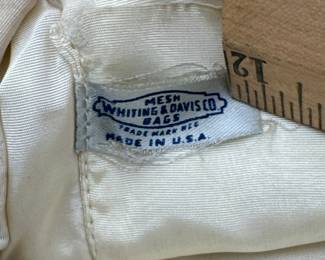 MESH
WHITING & DAVIS CO.
BAGS
TRADE MARK REG
MADE IN U.S.A.
12